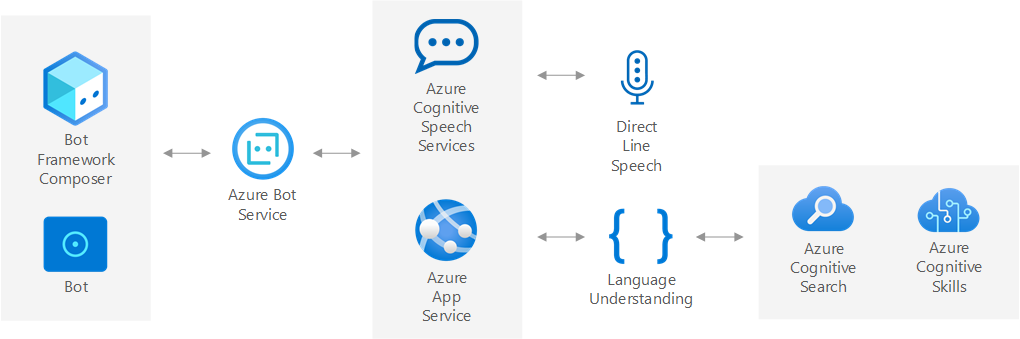 Bot
Framework
Composer
Bot
Azure Bot
Service
Azure
Cognitive
Speech
Services
Azure
App
Service
Direct
Line
Speech
Language
Understanding
Azure
Cognitive
Search
Azure
Cognitive
Skills